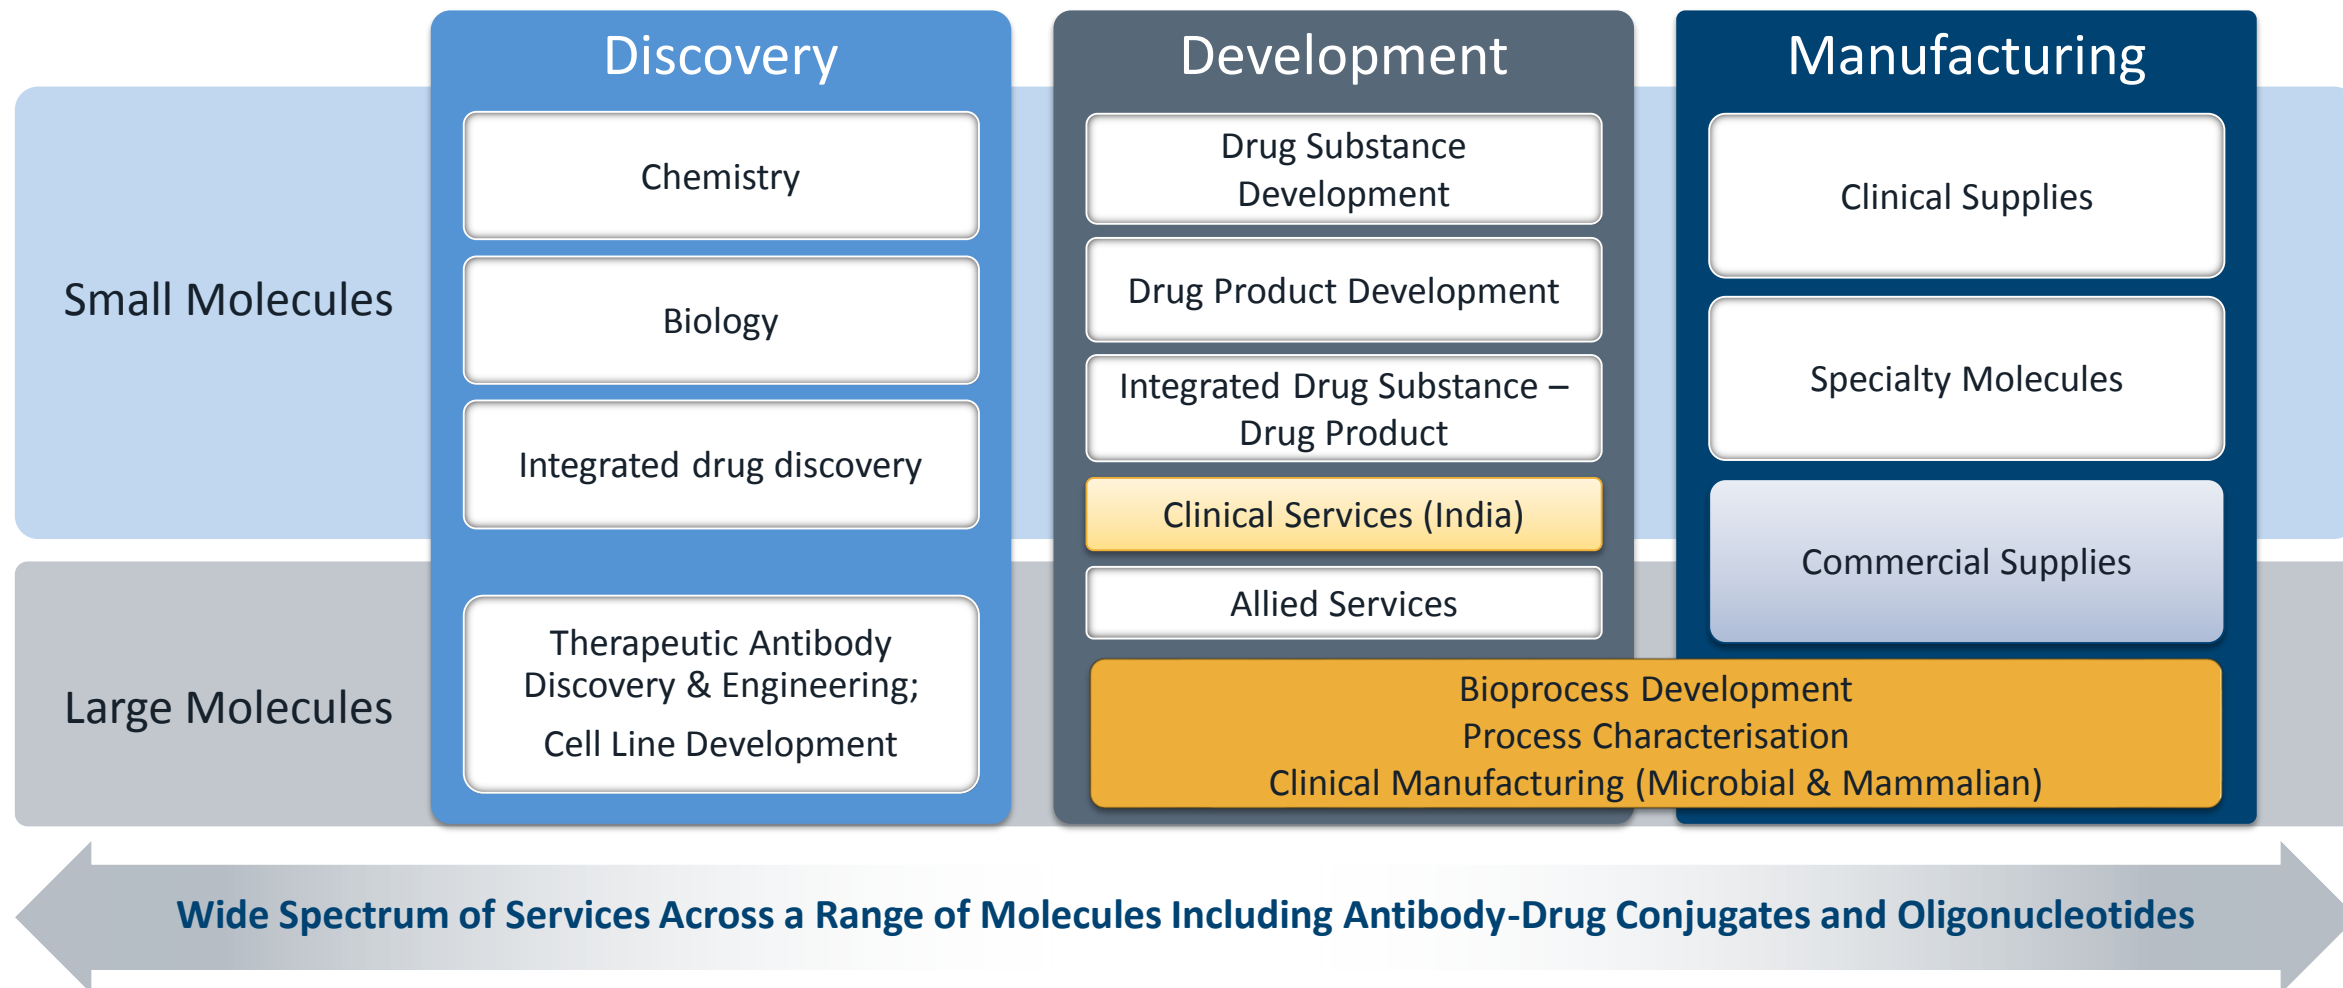 Discovery
Development
Manufacturing
Small Molecules
Chemistry
Biology
Integrated drug discovery
Drug Substance
Development
Drug Product Development
Integrated Drug Substance –
Drug Product
Clinical Services (India)
Allied Services
Clinical Supplies
Specialty Molecules
Commercial Supplies
Large Molecules
Therapeutic Antibody
Discovery & Engineering;
Cell Line Development
Bioprocess Development
Process Characterisation
Clinical Manufacturing (Microbial & Mammalian)
Wide Spectrum of Services Across a Range of Molecules Including Antibody-Drug Conjugates and Oligonucleotides